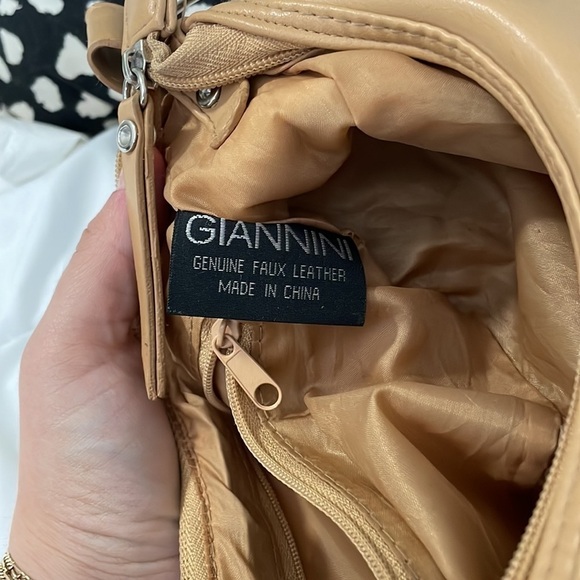 GIANNINI
GENUINE FAUX LEATHER
MADE IN CHINA